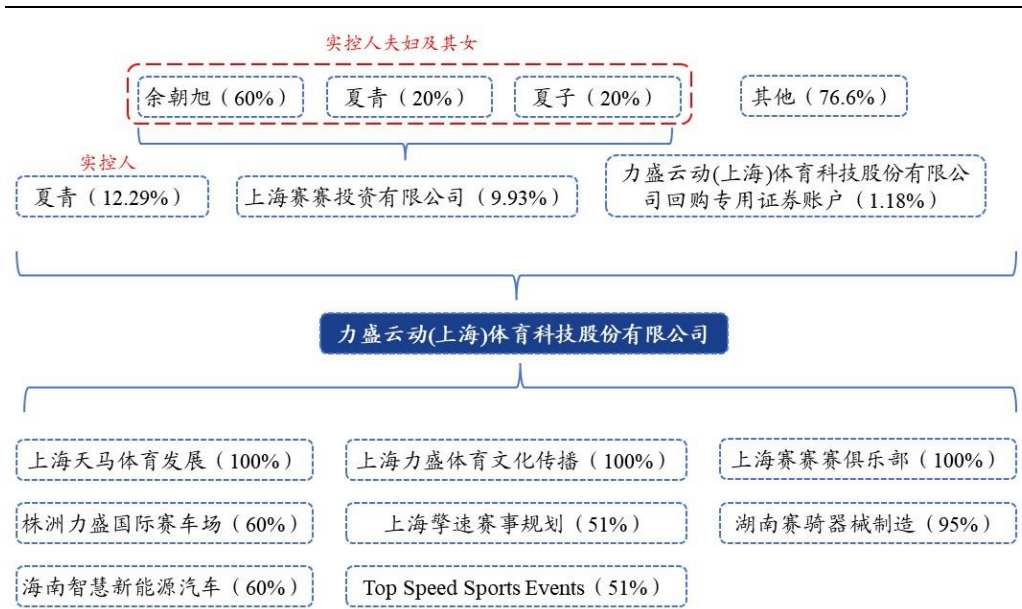 实控人夫妇及其女
余朝旭（60%）
夏青（20%）
夏子（20%）
其他（76.6%）
实控人
夏青（12.29%）
上海赛赛投资有限公司（9.93%）
力盛云动(上海)体育科技股份有限公
司回购专用证券账户（1.18%）
力盛云动(上海)体育科技股份有限公司
上海天马体育发展（100%）
上海力盛体育文化传播（100%）
上海赛赛赛俱乐部（100%）
株洲力盛国际赛车场（60%）
上海擎速赛事规划（51%）
湖南赛骑器械制造（95%）
海南智慧新能源汽车（60%）
Top Speed Sports Events（51%）